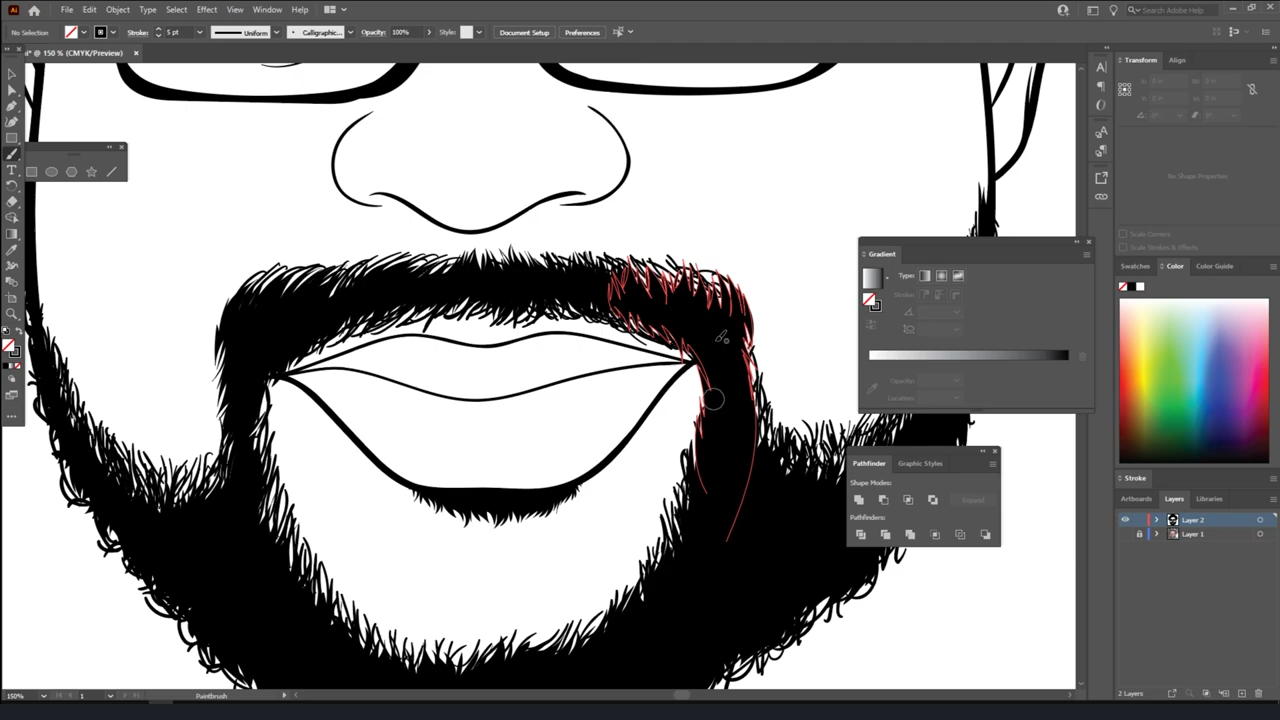 Ai File Edit Object Type Select Effect View Window Help Search Adobe Help
No Selection Stroke: 5 pt Uniform Calligraphic... Opacity: 100% Style: Document Setup Preferences
@ 150 % (CMYK/Preview)
Transform Align
No Shape Properties
Scale Corners
Scale Strokes & Effects
Gradient
Type:
Stroke:
Opacity:
Location:
Swatches Color Color Guide
Pathfinder Graphic Styles
Shape Modes:
Expand
Pathfinders:
Stroke
Artboards Layers Libraries
Layer 2
Layer 1
150% 1 Paintbrush 2 Layers